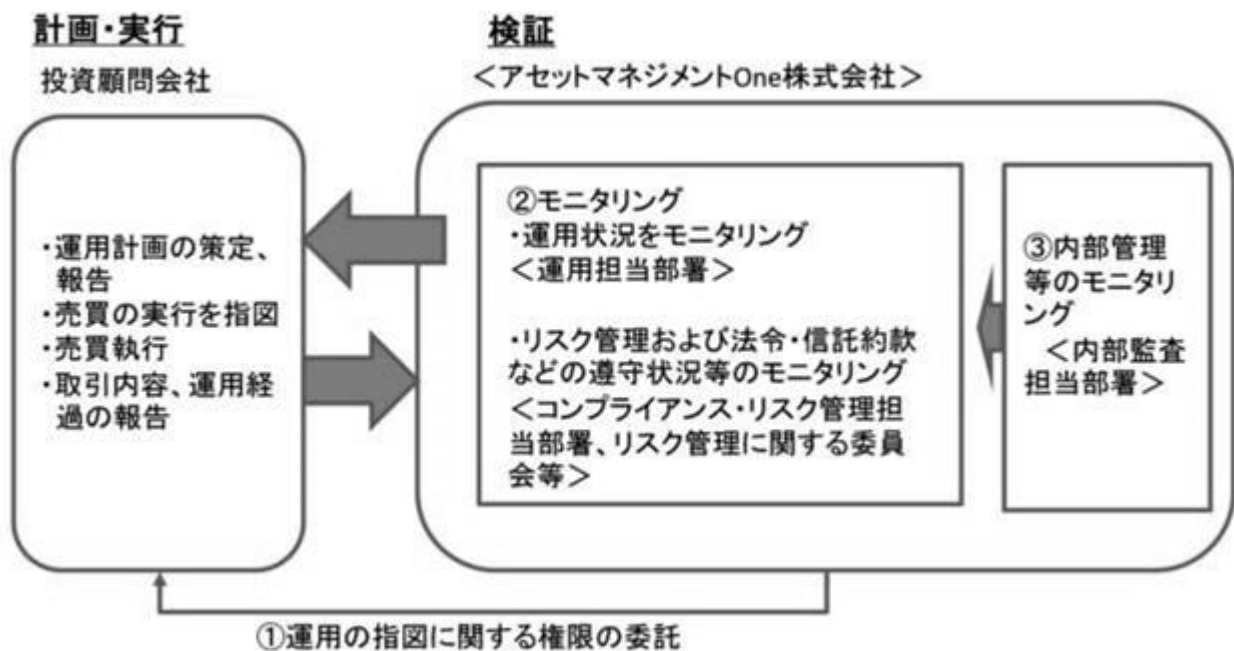 計画・実行
投資顧問会社
・運用計画の策定、
報告
・売買の実行を指図
・売買執行
・取引内容、運用経
過の報告
検証
＜アセットマネジメントOne株式会社＞
②モニタリング
・運用状況をモニタリング
＜運用担当部署＞
・リスク管理および法令・信託約款
などの遵守状況等のモニタリング
＜コンプライアンス・リスク管理担
当部署、リスク管理に関する委員
会等＞
③内部管理
等のモニタリ
ング
＜内部監査
担当部署＞
①運用の指図に関する権限の委託